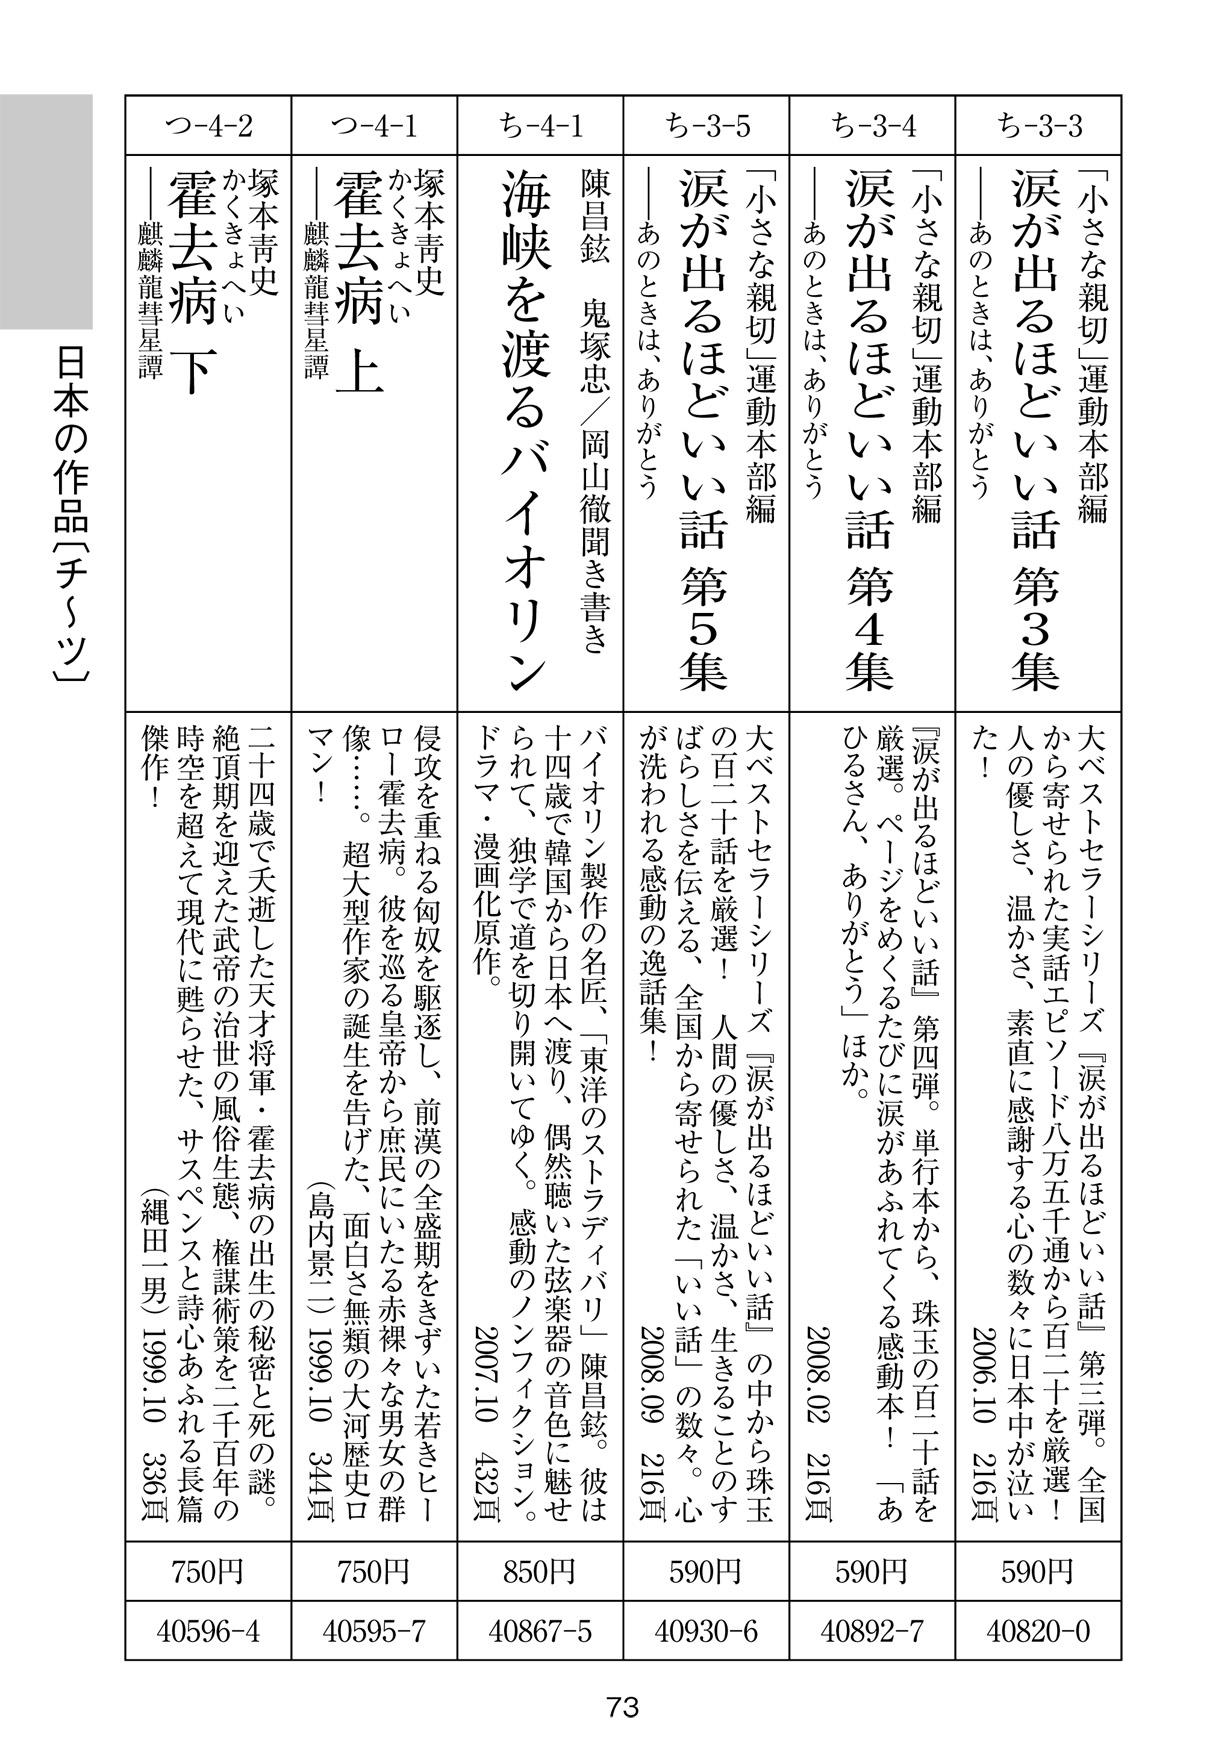 ち-3-3
「小さな親切」運動本部編
涙が出るほどいい話 第3集
――あのときは、ありがとう
大ベストセラーシリーズ『涙が出るほどいい話』第三弾。全国
から寄せられた実話エピソード八万五千通から百二十を厳選！
人の優しさ、温かさ、素直に感謝する心の数々に日本中が泣い
た！
2006.10 216頁
590円
40820-0
ち-3-4
「小さな親切」運動本部編
涙が出るほどいい話 第4集
――あのときは、ありがとう
『涙が出るほどいい話』第四弾。単行本から、珠玉の百二十話を
厳選。ページをめくるたびに涙があふれてくる感動本！ 「あ
ひるさん、ありがとう」ほか。
2008.02 216頁
590円
40892-7
ち-3-5
「小さな親切」運動本部編
涙が出るほどいい話 第5集
――あのときは、ありがとう
大ベストセラーシリーズ『涙が出るほどいい話』の中から珠玉
の百二十話を厳選！ 人間の優しさ、温かさ、生きることのす
ばらしさを伝える、全国から寄せられた「いい話」の数々。心
が洗われる感動の逸話集！
2008.09 216頁
590円
40930-6
ち-4-1
陳昌鉉 鬼塚忠／岡山徹聞き書き
海峡を渡るバイオリン
バイオリン製作の名匠、「東洋のストラディバリ」陳昌鉉。彼は
十四歳で韓国から日本へ渡り、偶然聴いた弦楽器の音色に魅せ
られて、独学で道を切り開いてゆく。感動のノンフィクション。
ドラマ・漫画化原作。
2007.10 432頁
850円
40867-5
つ-4-1
塚本青史
かくきょへい
霍去病 上
――麒麟龍彗星譚
侵攻を重ねる匈奴を駆逐し、前漢の全盛期をきずいた若きヒー
ロー霍去病。彼を巡る皇帝から庶民にいたる赤裸々な男女の群
像……。超大型作家の誕生を告げた、面白さ無類の大河歴史ロ
マン！
（島内景二）1999.10 344頁
750円
40595-7
つ-4-2
塚本青史
かくきょへい
霍去病 下
――麒麟龍彗星譚
二十四歳で夭逝した天才将軍・霍去病の出生の秘密と死の謎。
絶頂期を迎えた武帝の治世の風俗生態、権謀術策を二千百年の
時空を超えて現代に甦らせた、サスペンスと詩心あふれる長篇
傑作！
（縄田一男）1999.10 336頁
750円
40596-4
日本の作品〔チ～ツ〕
73